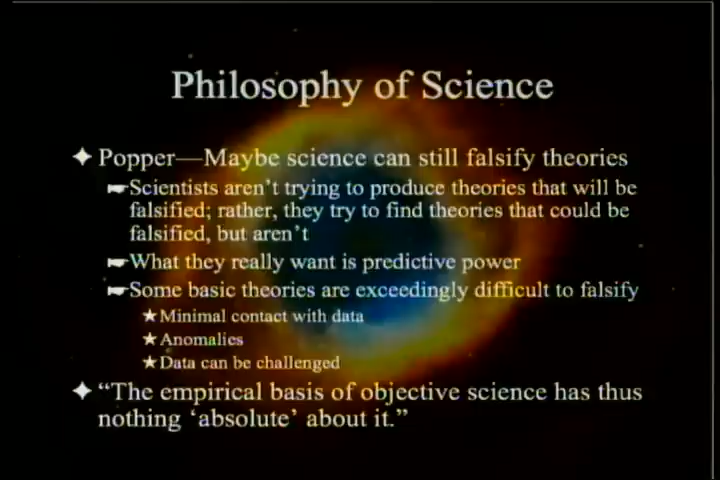 Philosophy of Science
Popper—Maybe science can still falsify theories
Scientists aren't trying to produce theories that will be
falsified; rather, they try to find theories that could be
falsified, but aren't
What they really want is predictive power
Some basic theories are exceedingly difficult to falsify
Minimal contact with data
Anomalies
Data can be challenged
“The empirical basis of objective science has thus
nothing ‘absolute’ about it.”